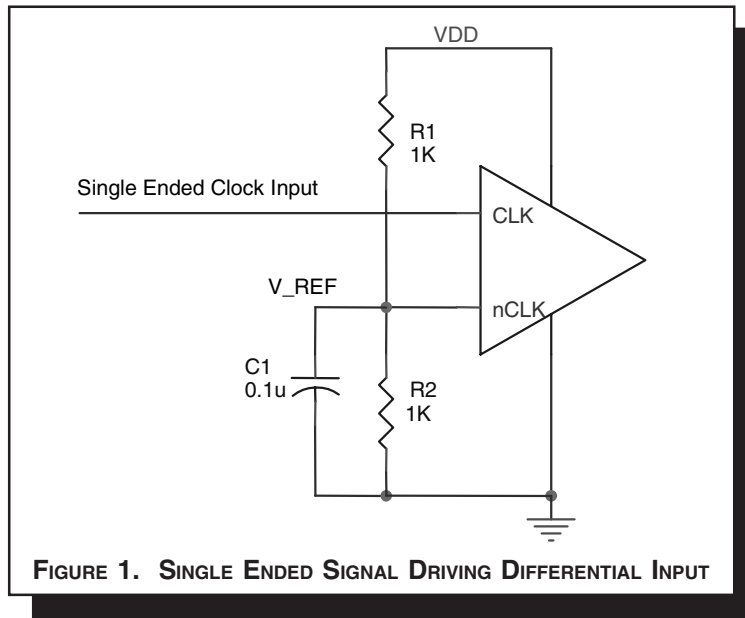 VDD
R1
1K
Single Ended Clock Input
CLK
V_REF
nCLK
C1
0.1u
R2
1K
FIGURE 1. SINGLE ENDED SIGNAL DRIVING DIFFERENTIAL INPUT